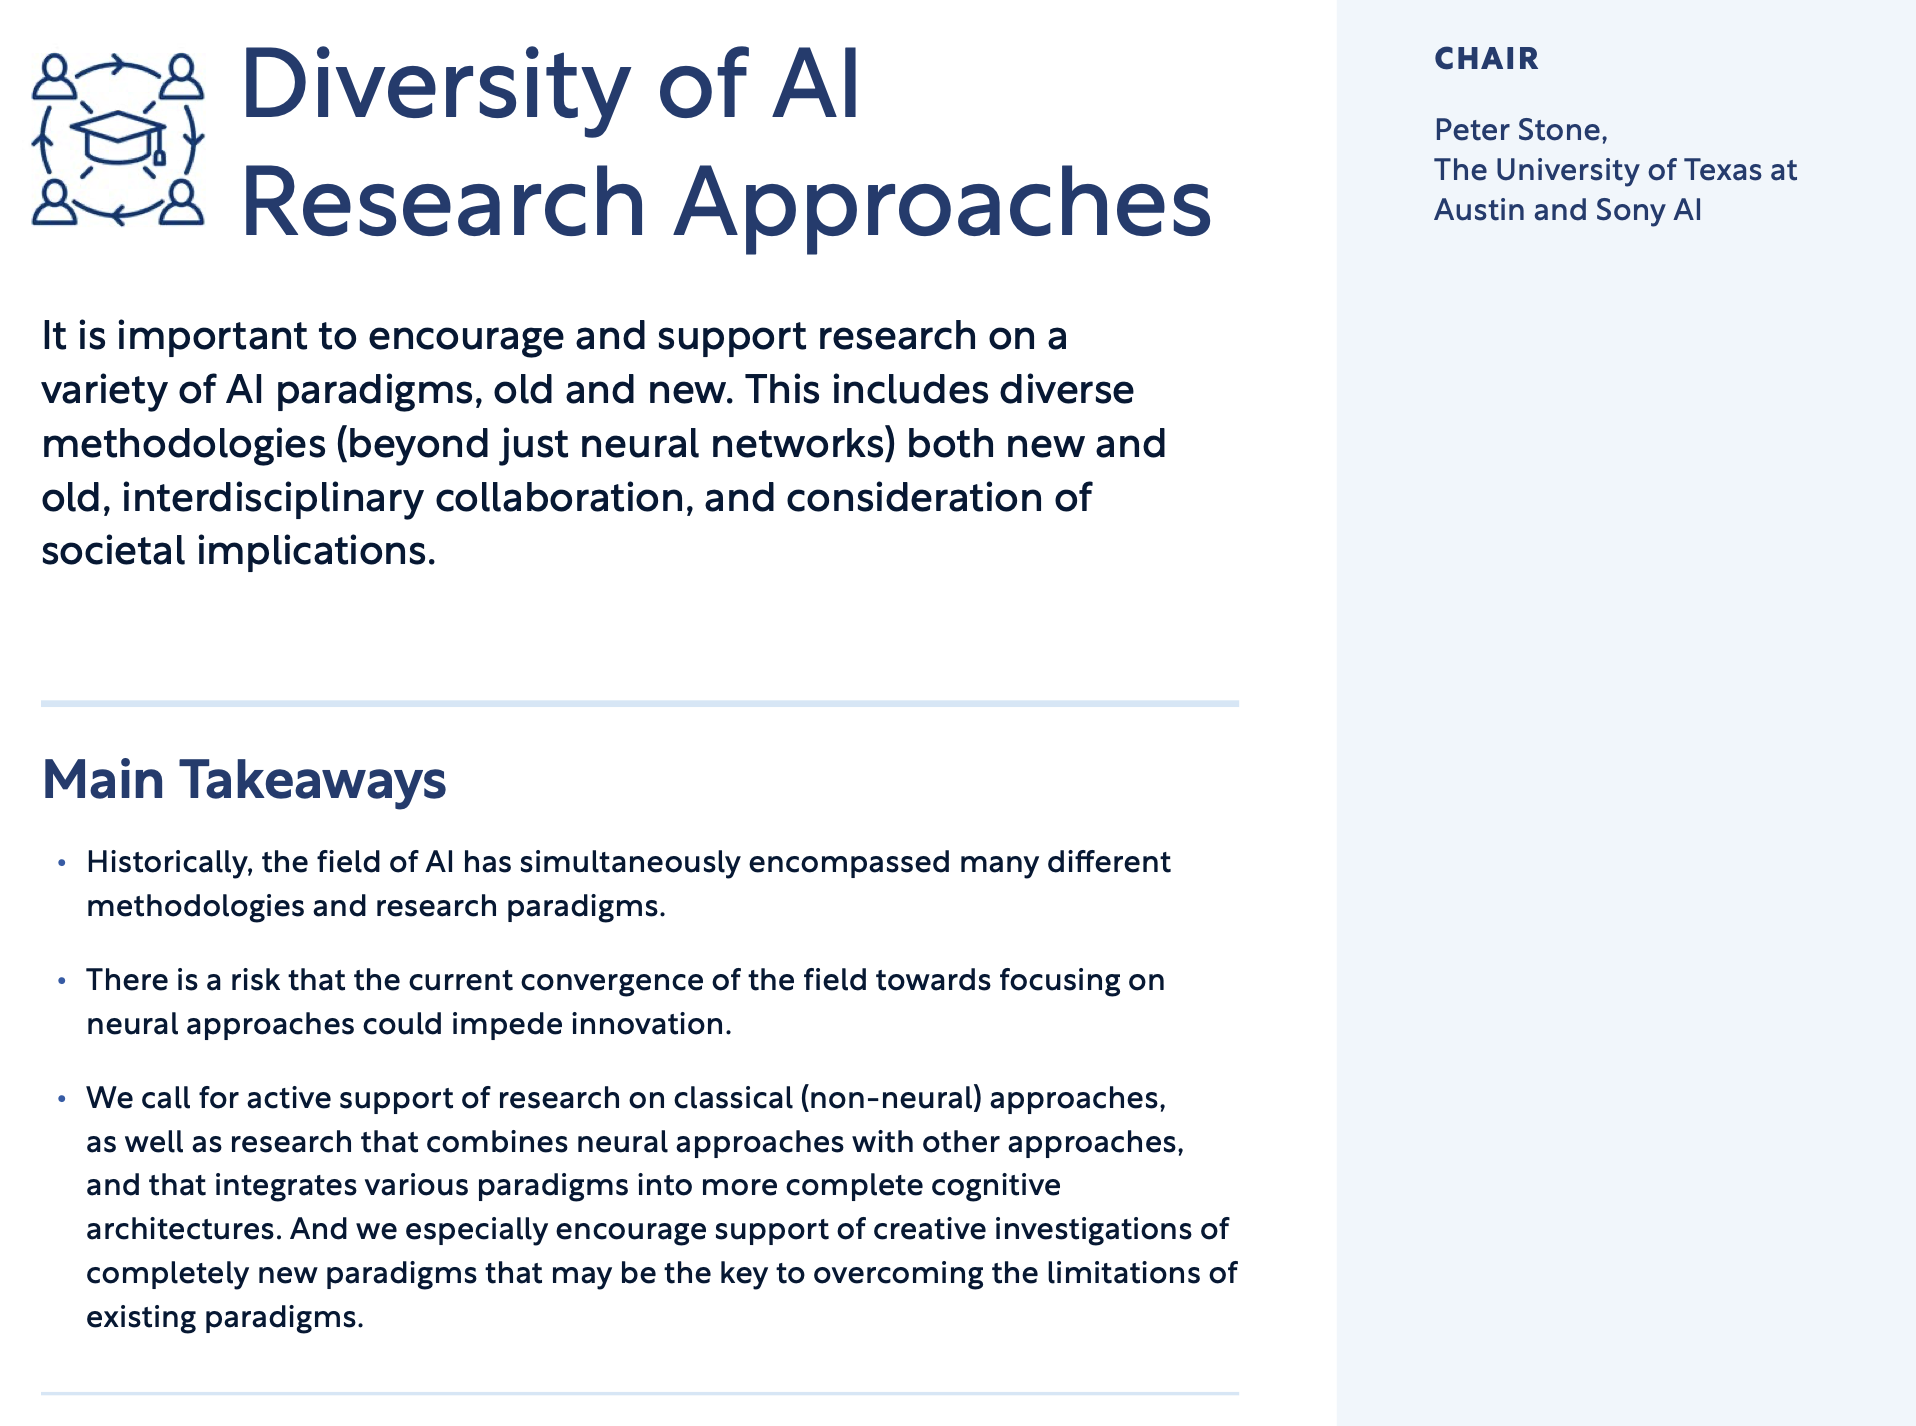 Diversity of AI
Research Approaches
It is important to encourage and support research on a
variety of AI paradigms, old and new. This includes diverse
methodologies (beyond just neural networks) both new and
old, interdisciplinary collaboration, and consideration of
societal implications.
Main Takeaways
• Historically, the field of AI has simultaneously encompassed many different
methodologies and research paradigms.
• There is a risk that the current convergence of the field towards focusing on
neural approaches could impede innovation.
• We call for active support of research on classical (non-neural) approaches,
as well as research that combines neural approaches with other approaches,
and that integrates various paradigms into more complete cognitive
architectures. And we especially encourage support of creative investigations of
completely new paradigms that may be the key to overcoming the limitations of
existing paradigms.
CHAIR
Peter Stone,
The University of Texas at
Austin and Sony AI